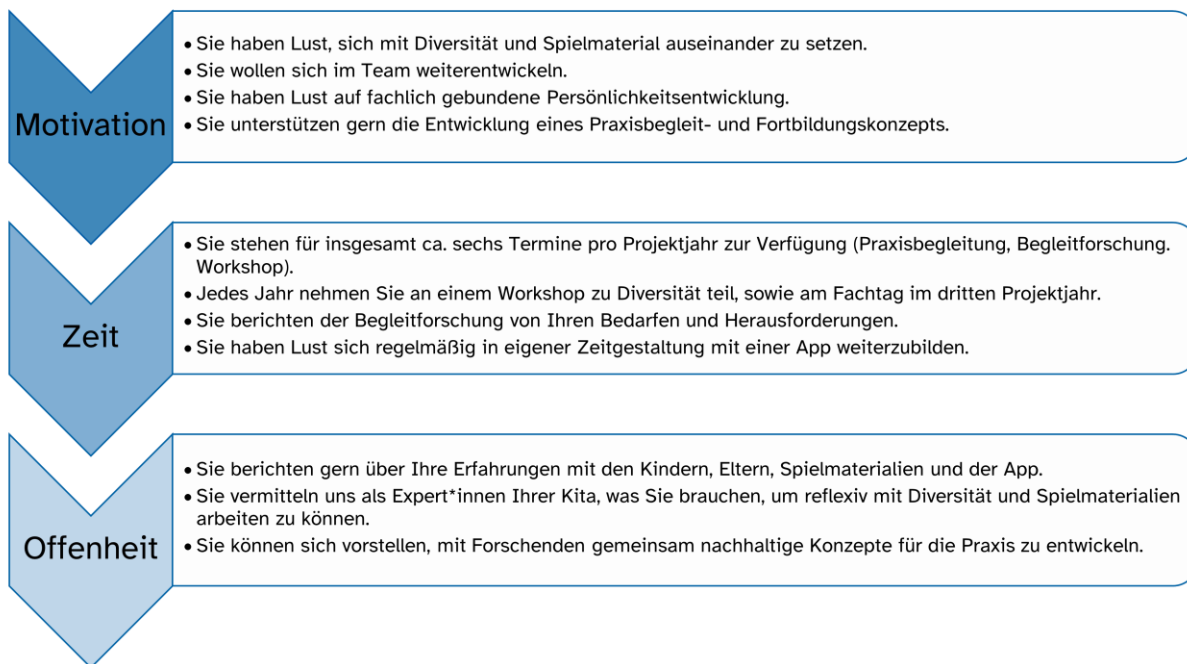 Motivation
• Sie haben Lust, sich mit Diversität und Spielmaterial auseinander zu setzen.
• Sie wollen sich im Team weiterentwickeln.
• Sie haben Lust auf fachlich gebundene Persönlichkeitsentwicklung.
• Sie unterstützen gern die Entwicklung eines Praxisbegleit- und Fortbildungskonzepts.
Zeit
• Sie stehen für insgesamt ca. sechs Termine pro Projektjahr zur Verfügung (Praxisbegleitung, Begleitforschung.
Workshop).
• Jedes Jahr nehmen Sie an einem Workshop zu Diversität teil, sowie am Fachtag im dritten Projektjahr.
• Sie berichten der Begleitforschung von Ihren Bedarfen und Herausforderungen.
• Sie haben Lust sich regelmäßig in eigener Zeitgestaltung mit einer App weiterzubilden.
Offenheit
• Sie berichten gern über Ihre Erfahrungen mit den Kindern, Eltern, Spielmaterialien und der App.
• Sie vermitteln uns als Expert*innen Ihrer Kita, was Sie brauchen, um reflexiv mit Diversität und Spielmaterialien
arbeiten zu können.
• Sie können sich vorstellen, mit Forschenden gemeinsam nachhaltige Konzepte für die Praxis zu entwickeln.